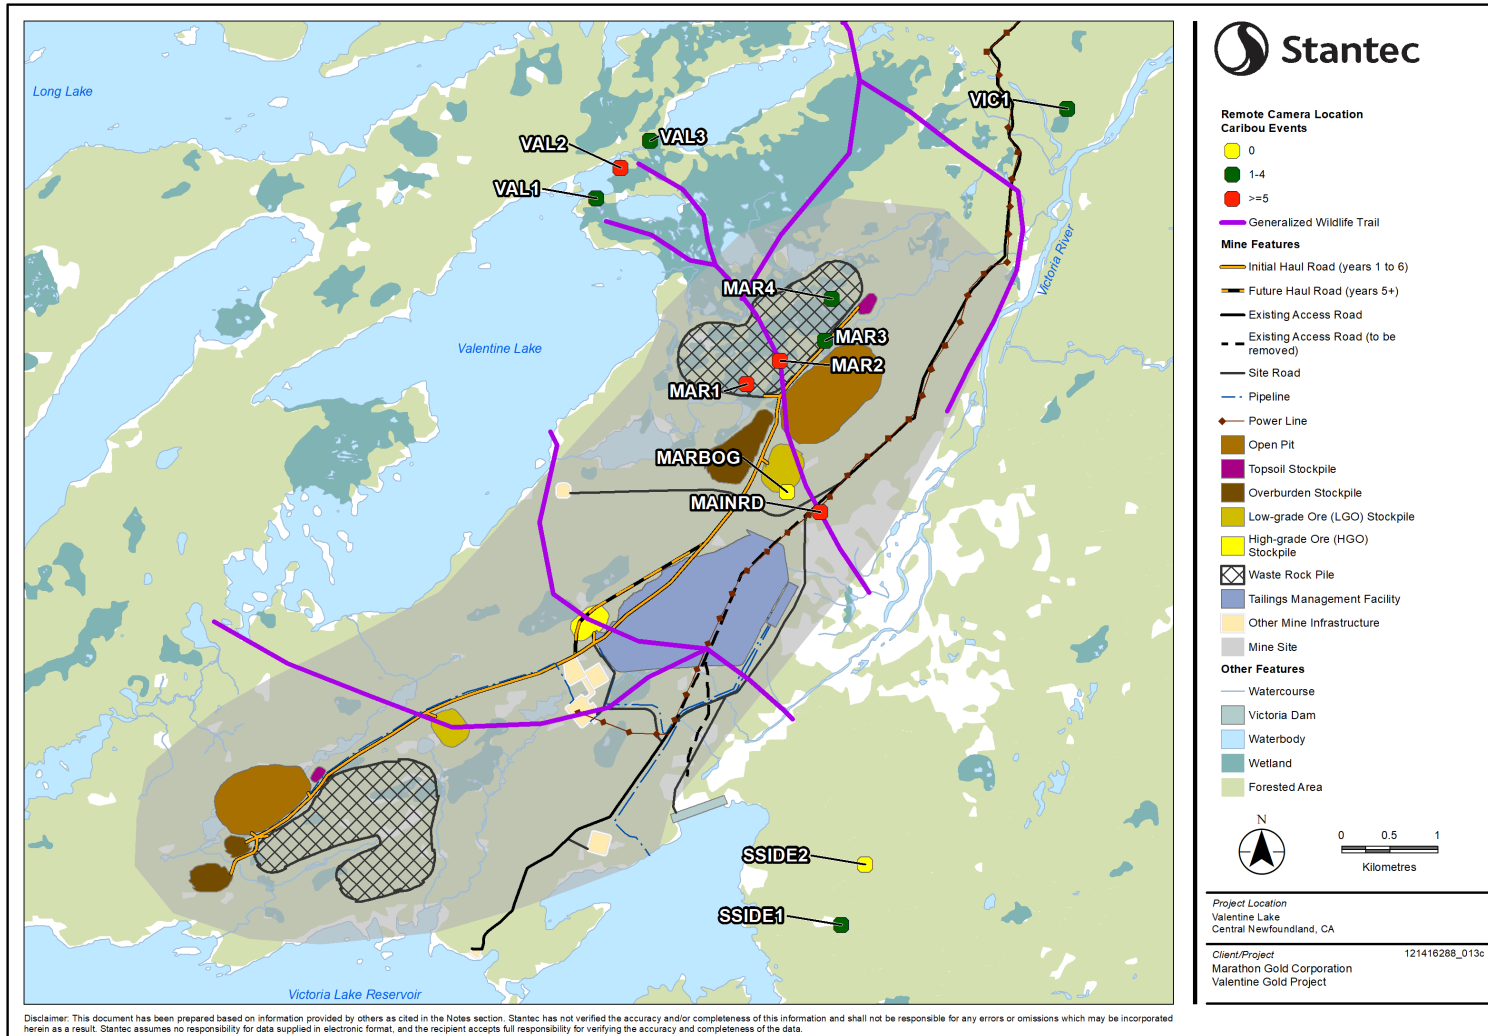 Long Lake
VAL2
VAL3
VAL1
VIC1
Victoria River
MAR4
MAR3
MAR2
MAR1
Valentine Lake
MARBOG
MAINRD
SSIDE2
SSIDE1
Victoria Lake Reservoir
Stantec
Remote Camera Location
Caribou Events
0
1-4
>=5
Generalized Wildlife Trail
Mine Features
Initial Haul Road (years 1 to 6)
Future Haul Road (years 5+)
Existing Access Road
Existing Access Road (to be
removed)
Site Road
Pipeline
Power Line
Open Pit
Topsoil Stockpile
Overburden Stockpile
Low-grade Ore (LGO) Stockpile
High-grade Ore (HGO)
Stockpile
Waste Rock Pile
Tailings Management Facility
Other Mine Infrastructure
Mine Site
Other Features
Watercourse
Victoria Dam
Waterbody
Wetland
Forested Area
N
0 0.5 1
Kilometres
Project Location
Valentine Lake
Central Newfoundland, CA
Client/Project 121416288_013c
Marathon Gold Corporation
Valentine Gold Project
Disclaimer: This document has been prepared based on information provided by others as cited in the Notes section. Stantec has not verified the accuracy and/or completeness of this information and shall not be responsible for any errors or omissions which may be incorporated
herein as a result. Stantec assumes no responsibility for data supplied in electronic format, and the recipient accepts full responsibility for verifying the accuracy and completeness of the data.